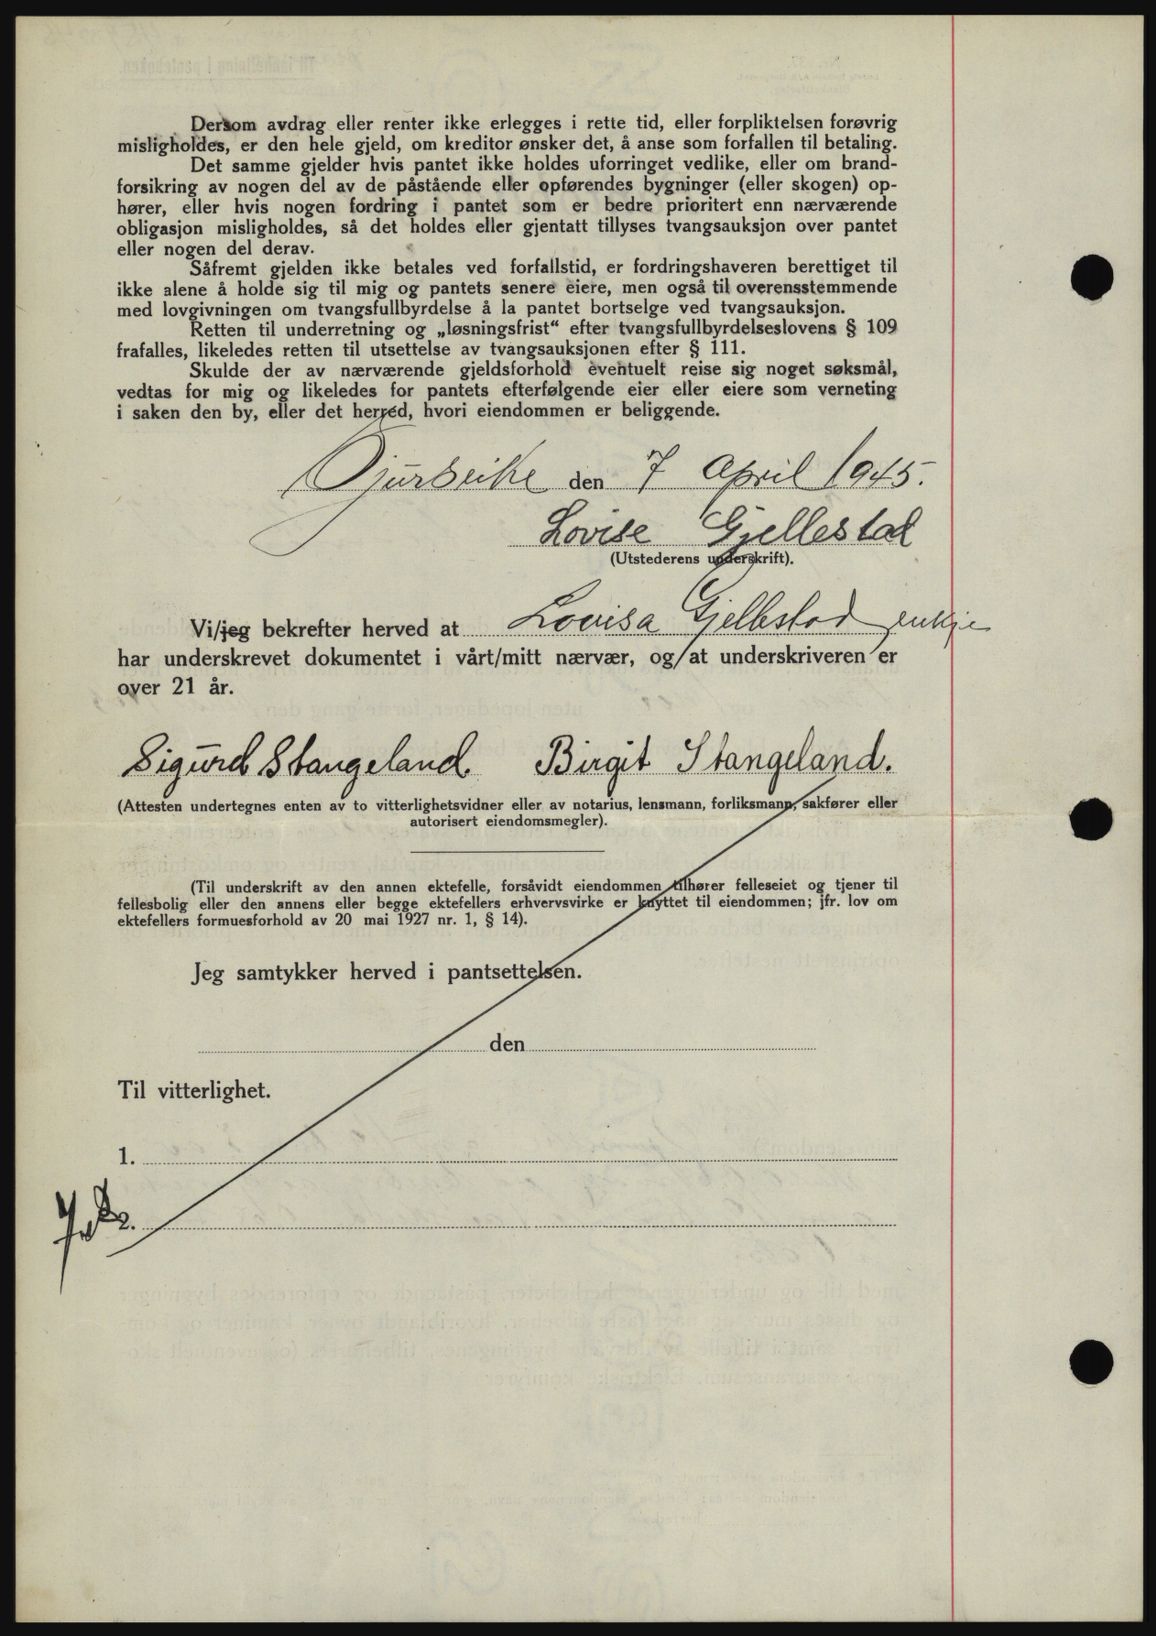 Dersom avdrag eller renter ikke erlegges i rette tid, eller forpliktelsen forøvrig
misligholdes, er den hele gjeld, om kreditor ønsker det, å anse som forfallen til betaling.
Det samme gjelder hvis pantet ikke holdes uforringet vedlike, eller om brand-
forsikring av nogen del av de påstående eller opførendes bygninger (eller skogen) op-
hører, eller hvis nogen fordring i pantet som er bedre prioritert enn nærværende
obligasjon misligholdes, så det holdes eller gjentatt tillyses tvangsauksjon over pantet
eller nogen del derav.
Såfremt gjelden ikke betales ved forfallstid, er fordringshaveren berettiget til
ikke alene å holde sig til mig og pantets senere eiere, men også til overensstemmende
med lovgivningen om tvangsfullbyrdelse å la pantet bortselge ved tvangsauksjon.
Retten til underretning og „løsningsfrist“ efter tvangsfullbyrdelseslovens § 109
frafalles, likeledes retten til utsettelse av tvangsauksjonen efter § 111.
Skulde der av nærværende gjeldsforhold eventuelt reise sig noget søksmål,
vedtas for mig og likeledes for pantets efterfølgende eier eller eiere som verneting
i saken den by, eller det herred, hvori eiendommen er beliggende.
den 7 April 1945.
Lovise Gjellestad
(Utstederens underskrift).
Vi/jeg bekrefter herved at Lovisa Gjellestad enkje
har underskrevet dokumentet i vårt/mitt nærvær, og at underskriveren er
over 21 år.
Sigurd Stangeland. Birgit Stangeland.
(Attesten undertegnes enten av to vitterlighetsvidner eller av notarius, lensmann, forliksmann, sakfører eller
autorisert eiendomsmegler).
(Til underskrift av den annen ektefelle, forsåvidt eiendommen tilhører felleseiet og tjener til
fellesbolig eller den annens eller begge ektefellers erhvervsvirke er knyttet til eiendommen; jfr. lov om
ektefellers formuesforhold av 20 mai 1927 nr. 1, § 14).
Jeg samtykker herved i pantsettelsen.
den
Til vitterlighet.
1.
2.